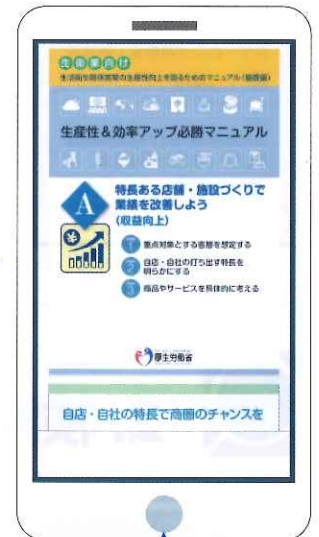 生衛業向け
生活衛生関係営業の生産性向上を図るためのマニュアル(基礎編)
生産性&効率アップ必勝マニュアル
A
特長ある店舗・施設づくりで
業績を改善しよう
(収益向上)
1 重点対象とする客層を想定する
2 自店・自社の打ち出す特長を
明らかにする
3 商品やサービスを具体的に考える
厚生労働省
自店・自社の特長で商圏のチャンスを